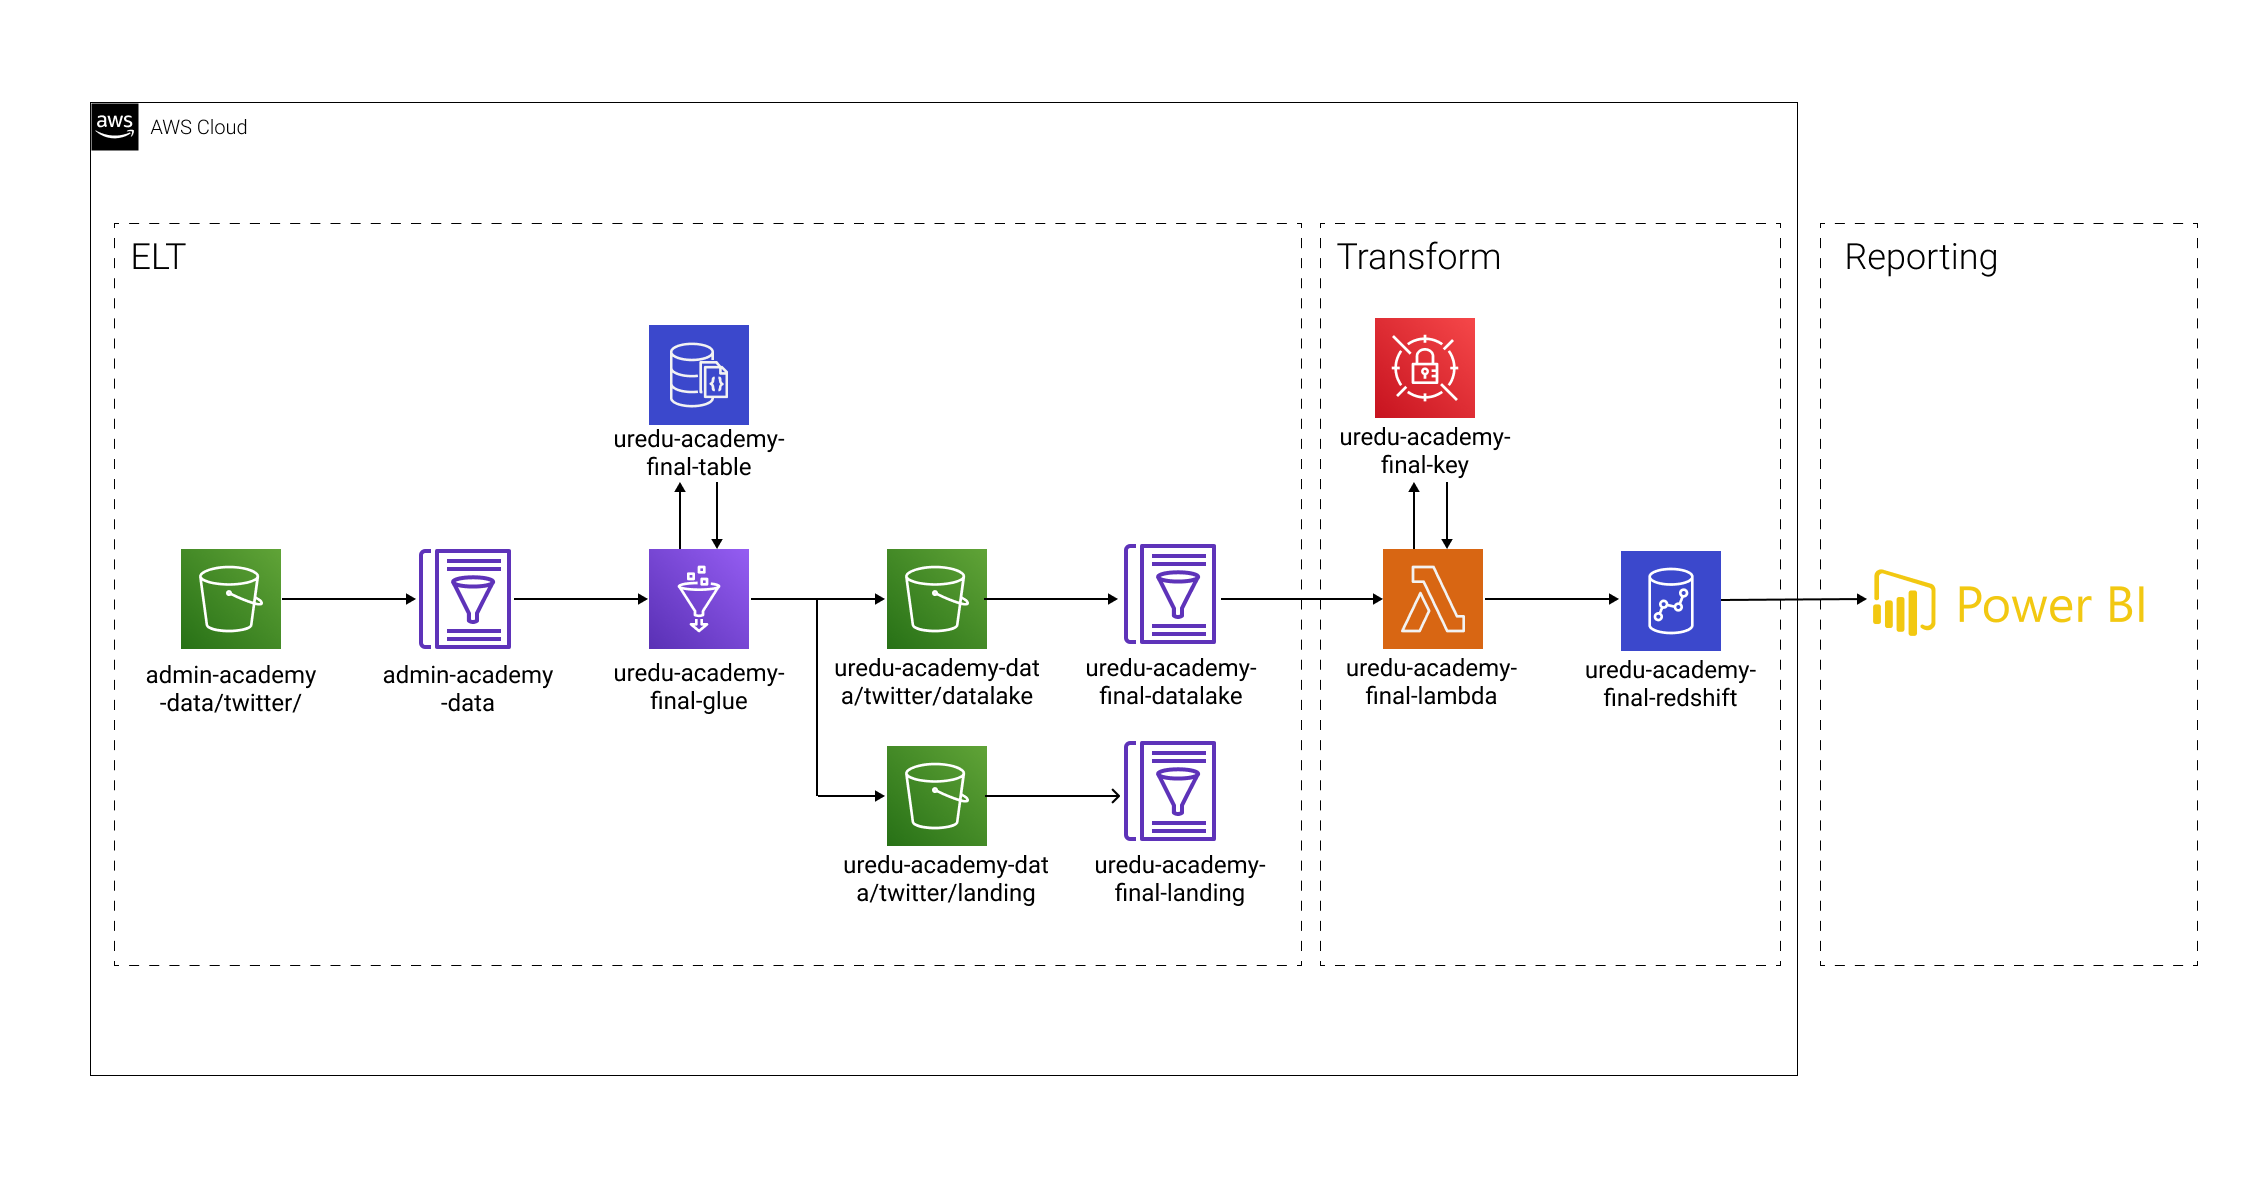 aws
AWS Cloud
ELT
Transform
Reporting
uredu-academy-
final-table
uredu-academy-
final-key
admin-academy
-data/twitter/
admin-academy
-data
uredu-academy-
final-glue
uredu-academy-dat
a/twitter/datalake
uredu-academy-
final-datalake
uredu-academy-
final-lambda
uredu-academy-
final-redshift
Power BI
uredu-academy-dat
a/twitter/landing
uredu-academy-
final-landing